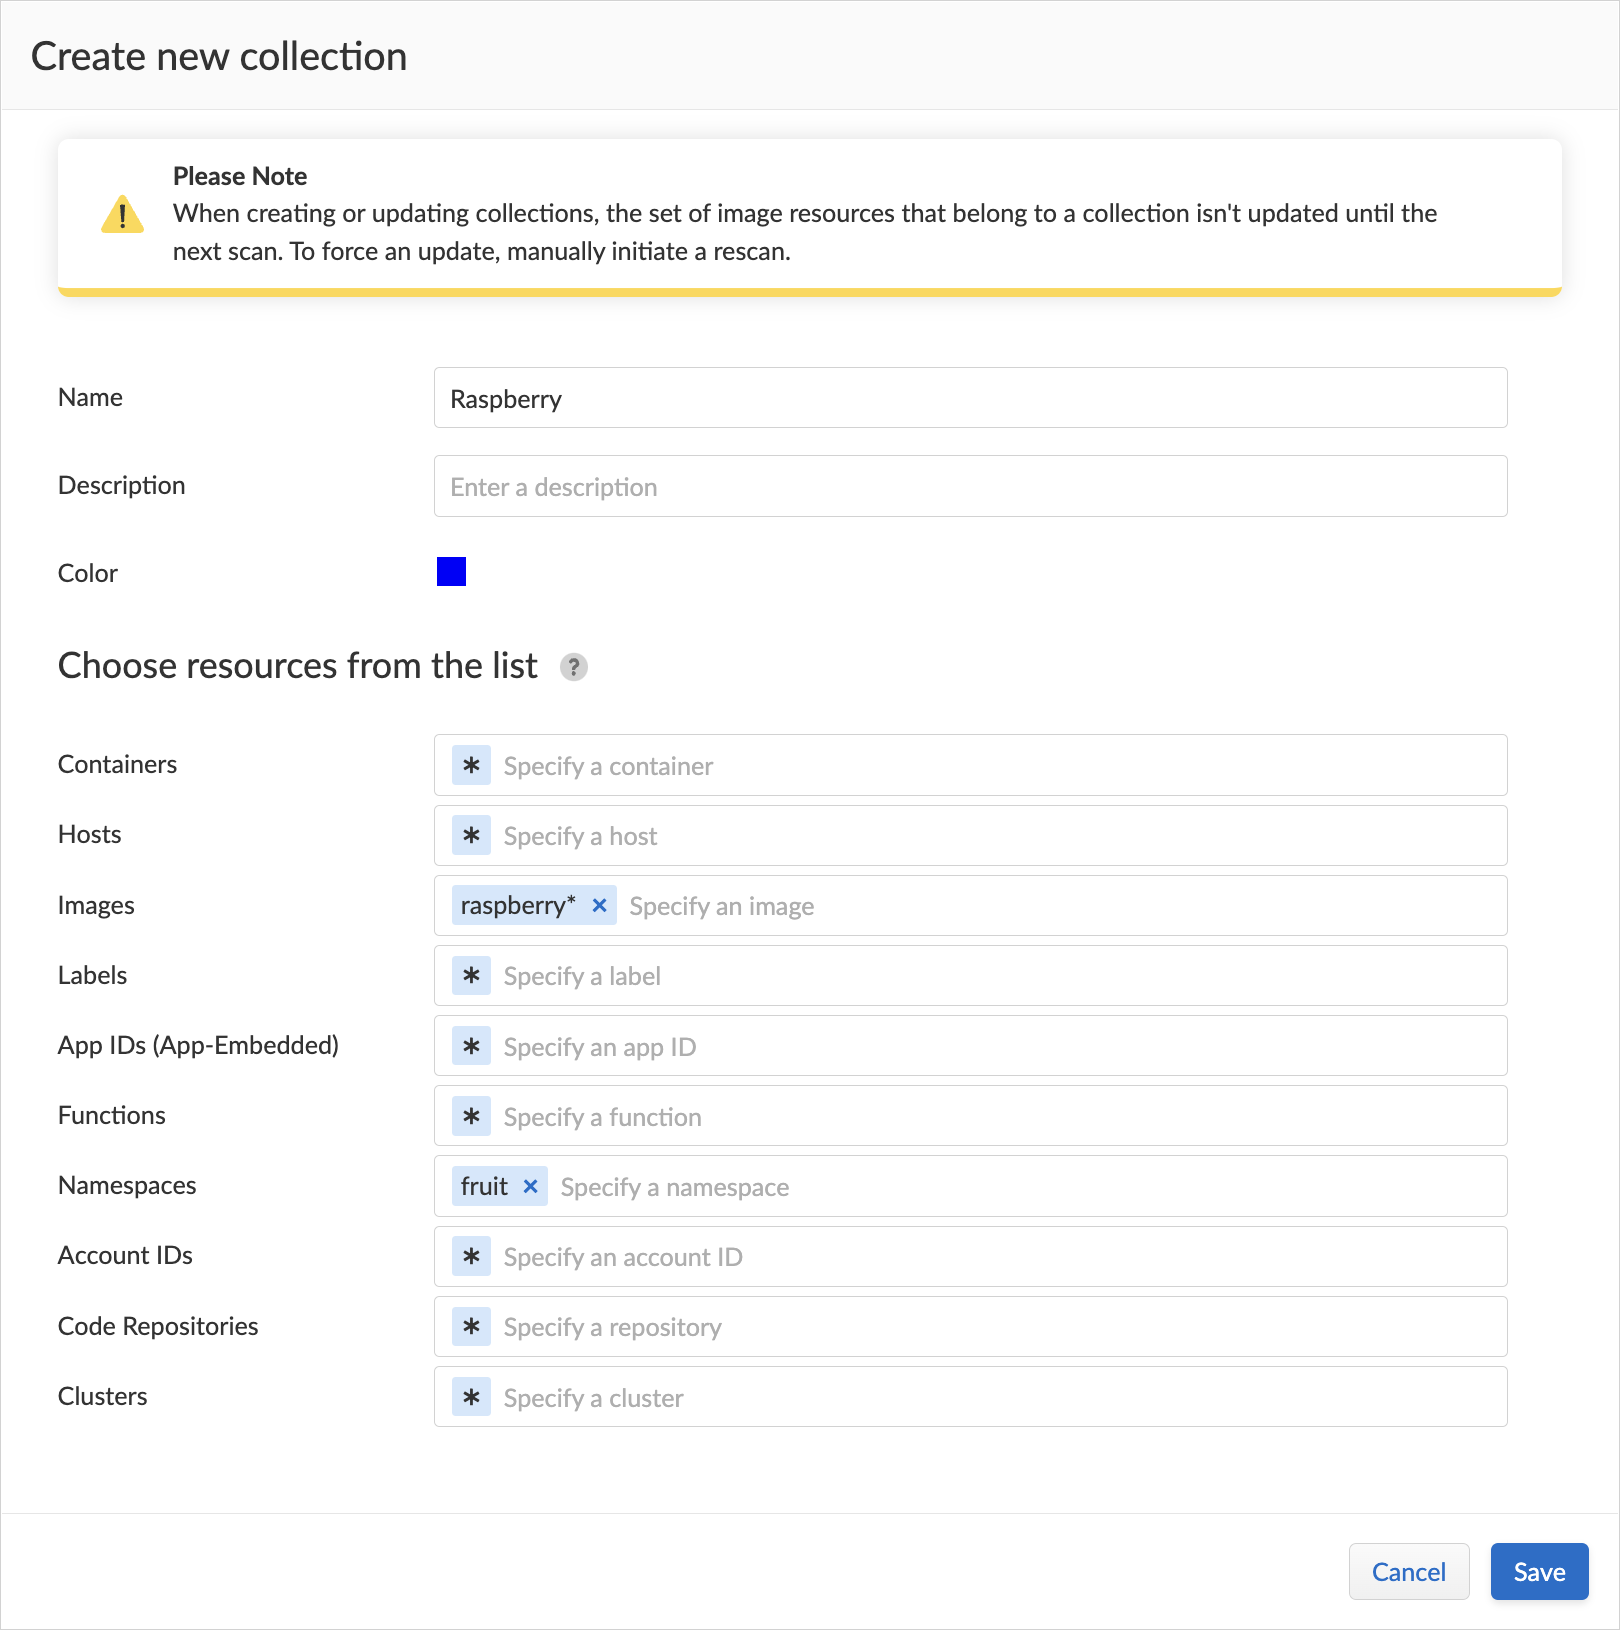 Create new collection
Please Note
When creating or updating collections, the set of image resources that belong to a collection isn't updated until the
next scan. To force an update, manually initiate a rescan.
Name
Raspberry
Description
Enter a description
Color
Choose resources from the list ?
Containers
* Specify a container
Hosts
* Specify a host
Images
raspberry* × Specify an image
Labels
* Specify a label
App IDs (App-Embedded)
* Specify an app ID
Functions
* Specify a function
Namespaces
fruit × Specify a namespace
Account IDs
* Specify an account ID
Code Repositories
* Specify a repository
Clusters
* Specify a cluster
Cancel
Save